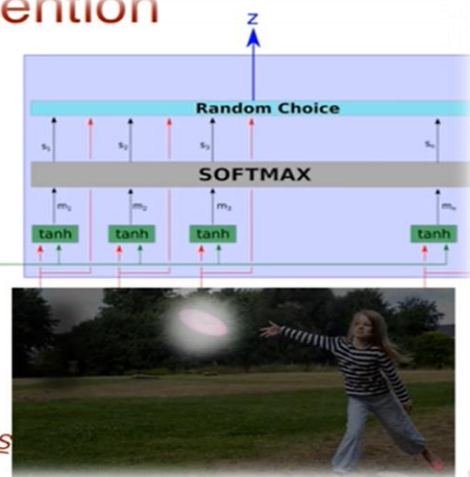 ention
z
Random Choice
s₁ s₂ s₃ sₙ
SOFTMAX
m₁ m₂ m₃ mₙ
tanh tanh tanh tanh
s